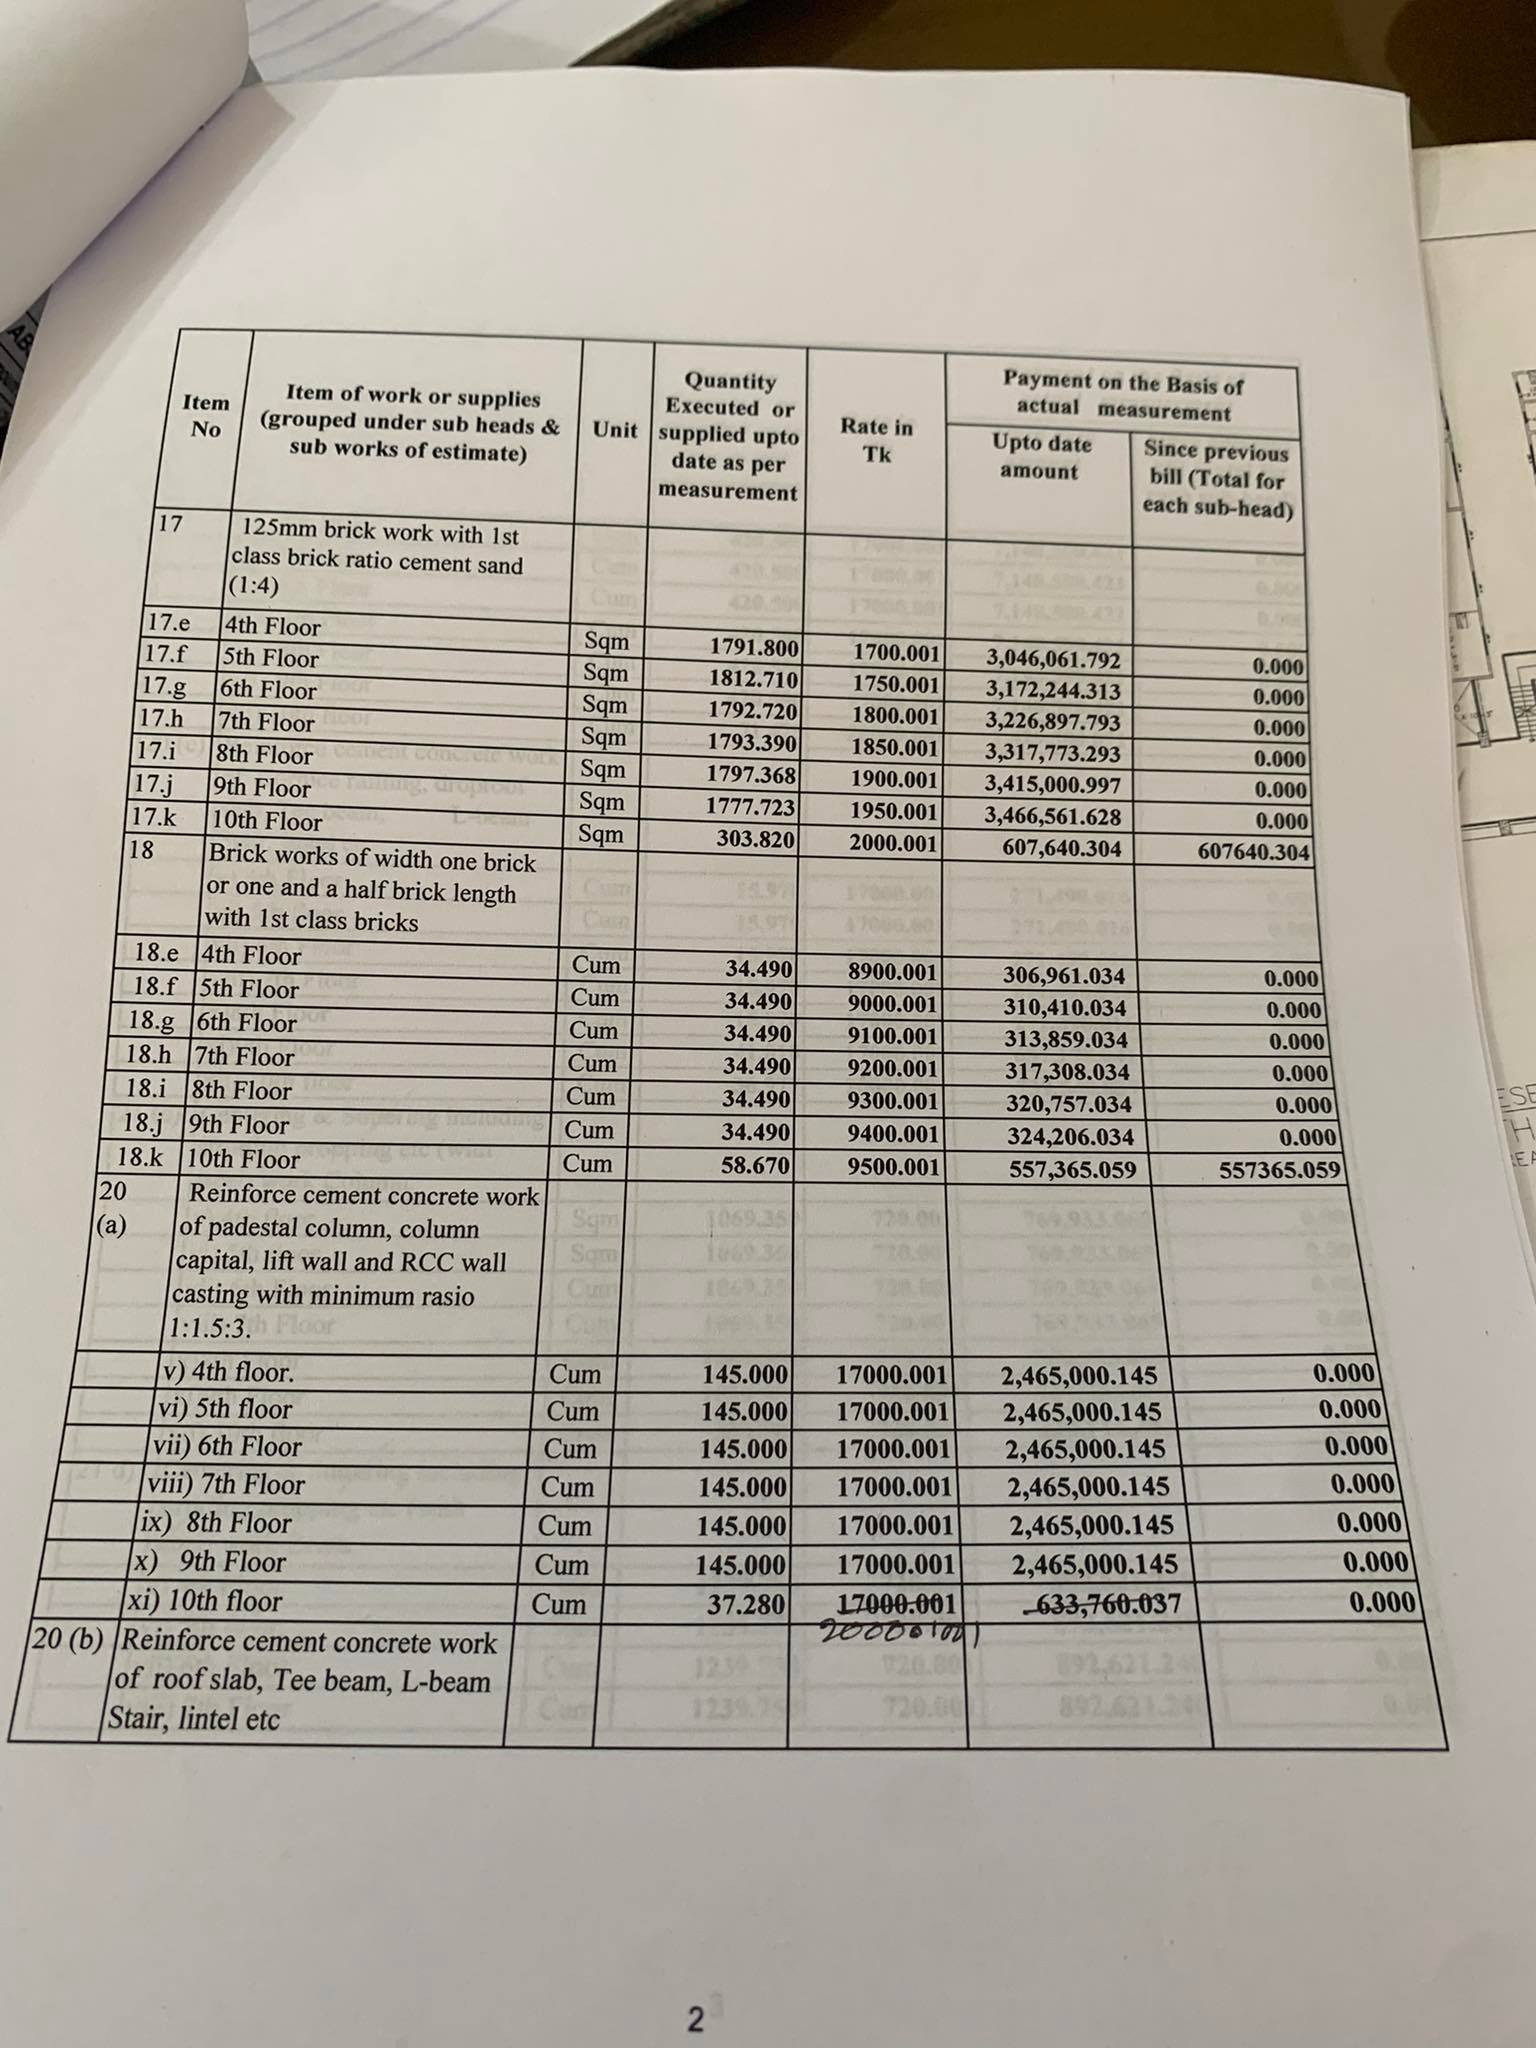 Item No
Item of work or supplies (grouped under sub heads & sub works of estimate)
Unit
Quantity Executed or supplied upto date as per measurement
Rate in Tk
Payment on the Basis of actual measurement
Upto date amount
Since previous bill (Total for each sub-head)
17 125mm brick work with 1st
class brick ratio cement sand
(1:4)
17.e 4th Floor Sqm 1791.800 1700.001 3,046,061.792 0.000
17.f 5th Floor Sqm 1812.710 1750.001 3,172,244.313 0.000
17.g 6th Floor Sqm 1792.720 1800.001 3,226,897.793 0.000
17.h 7th Floor Sqm 1793.390 1850.001 3,317,773.293 0.000
17.i 8th Floor Sqm 1797.368 1900.001 3,415,000.997 0.000
17.j 9th Floor Sqm 1777.723 1950.001 3,466,561.628 0.000
17.k 10th Floor Sqm 303.820 2000.001 607,640.304 607640.304
18 Brick works of width one brick
or one and a half brick length
with 1st class bricks
18.e 4th Floor Cum 34.490 8900.001 306,961.034 0.000
18.f 5th Floor Cum 34.490 9000.001 310,410.034 0.000
18.g 6th Floor Cum 34.490 9100.001 313,859.034 0.000
18.h 7th Floor Cum 34.490 9200.001 317,308.034 0.000
18.i 8th Floor Cum 34.490 9300.001 320,757.034 0.000
18.j 9th Floor Cum 34.490 9400.001 324,206.034 0.000
18.k 10th Floor Cum 58.670 9500.001 557,365.059 557365.059
20 Reinforce cement concrete work
(a) of padestal column, column
capital, lift wall and RCC wall
casting with minimum rasio
1:1.5:3.
v) 4th floor. Cum 145.000 17000.001 2,465,000.145 0.000
vi) 5th floor Cum 145.000 17000.001 2,465,000.145 0.000
vii) 6th Floor Cum 145.000 17000.001 2,465,000.145 0.000
viii) 7th Floor Cum 145.000 17000.001 2,465,000.145 0.000
ix) 8th Floor Cum 145.000 17000.001 2,465,000.145 0.000
x) 9th Floor Cum 145.000 17000.001 2,465,000.145 0.000
xi) 10th floor Cum 37.280 17000.001 633,760.037 0.000
20 (b) Reinforce cement concrete work
of roof slab, Tee beam, L-beam
Stair, lintel etc
2